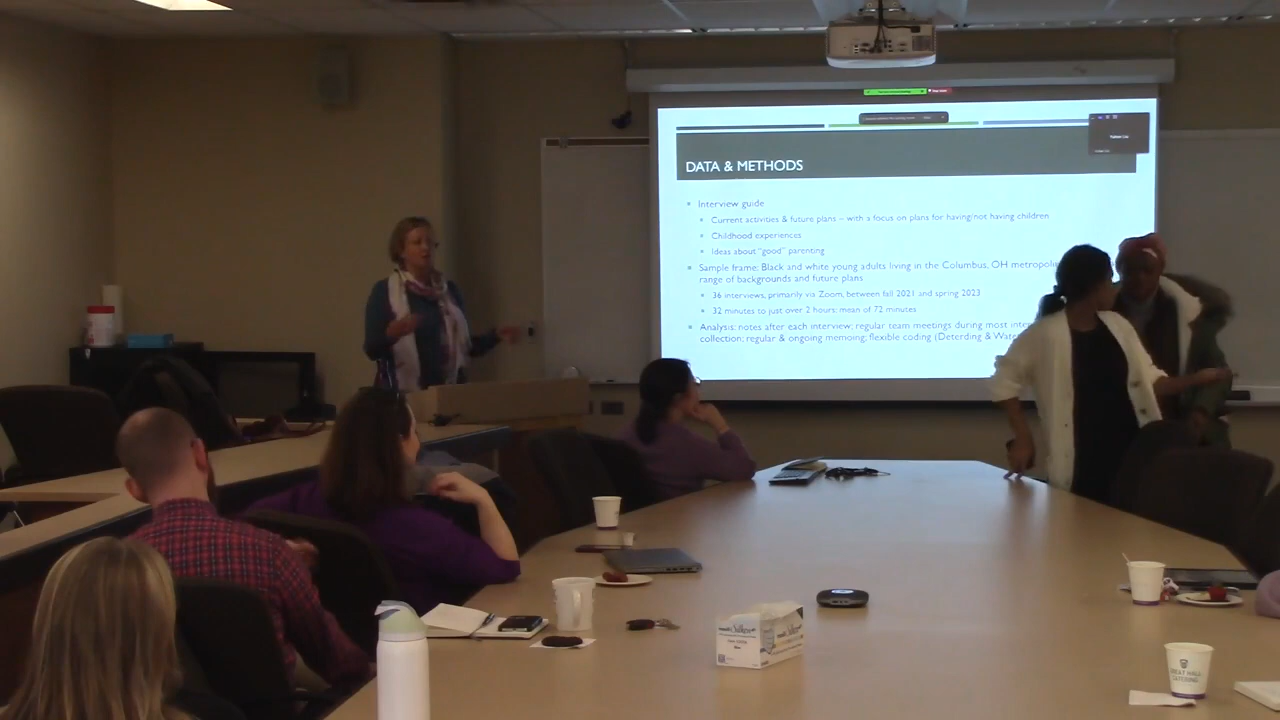 DATA & METHODS
Interview guide
Current activities & future plans – with a focus on plans for having/not having children
Childhood experiences
Ideas about "good" parenting
Sample frame: Black and white young adults living in the Columbus, OH
range of backgrounds and future plans
36 interviews, primarily via Zoom, between fall 2021 and spring 2023
32 minutes to just over 2 hours; mean of 72 minutes
Analysis: notes after each interview; regular team meetings during most
collection; regular & ongoing memoing; flexible coding (Deterding &
GREAT HALL
CATERING